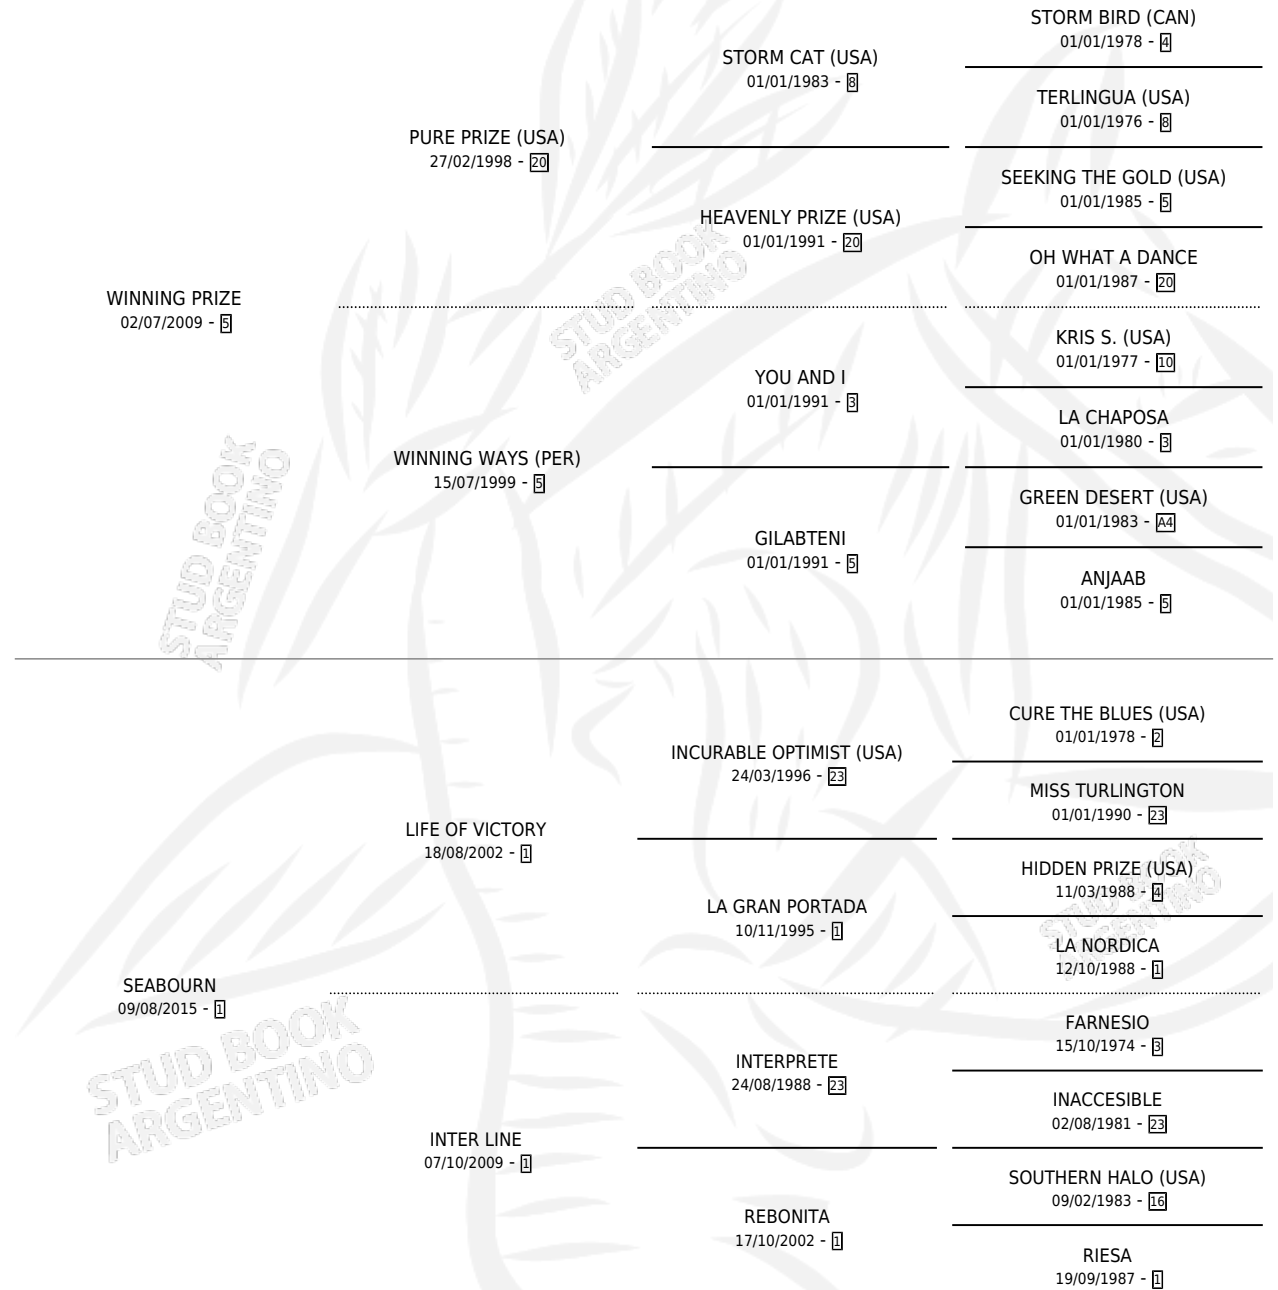 STORM BIRD (CAN)
01/01/1978 - 4
STORM CAT (USA)
01/01/1983 - 8
TERLINGUA (USA)
01/01/1976 - 8
PURE PRIZE (USA)
27/02/1998 - 20
SEEKING THE GOLD (USA)
01/01/1985 - 5
HEAVENLY PRIZE (USA)
01/01/1991 - 20
OH WHAT A DANCE
01/01/1987 - 20
WINNING PRIZE
02/07/2009 - 5
KRIS S. (USA)
01/01/1977 - 10
YOU AND I
01/01/1991 - 3
LA CHAPOSA
01/01/1980 - 3
WINNING WAYS (PER)
15/07/1999 - 5
GREEN DESERT (USA)
01/01/1983 - A4
GILABTENI
01/01/1991 - 5
ANJAAB
01/01/1985 - 5
CURE THE BLUES (USA)
01/01/1978 - 2
INCURABLE OPTIMIST (USA)
24/03/1996 - 23
MISS TURLINGTON
01/01/1990 - 23
LIFE OF VICTORY
18/08/2002 - 1
HIDDEN PRIZE (USA)
11/03/1988 - 4
LA GRAN PORTADA
10/11/1995 - 1
LA NORDICA
12/10/1988 - 1
SEABOURN
09/08/2015 - 1
FARNESIO
15/10/1974 - 3
INTERPRETE
24/08/1988 - 23
INACCESIBLE
02/08/1981 - 23
INTER LINE
07/10/2009 - 1
SOUTHERN HALO (USA)
09/02/1983 - 16
REBONITA
17/10/2002 - 1
RIESA
19/09/1987 - 1
STUD BOOK
ARGENTINO
STUD BOOK
ARGENTINO
STUD BOOK
ARGENTINO
STUD BOOK
ARGENTINO